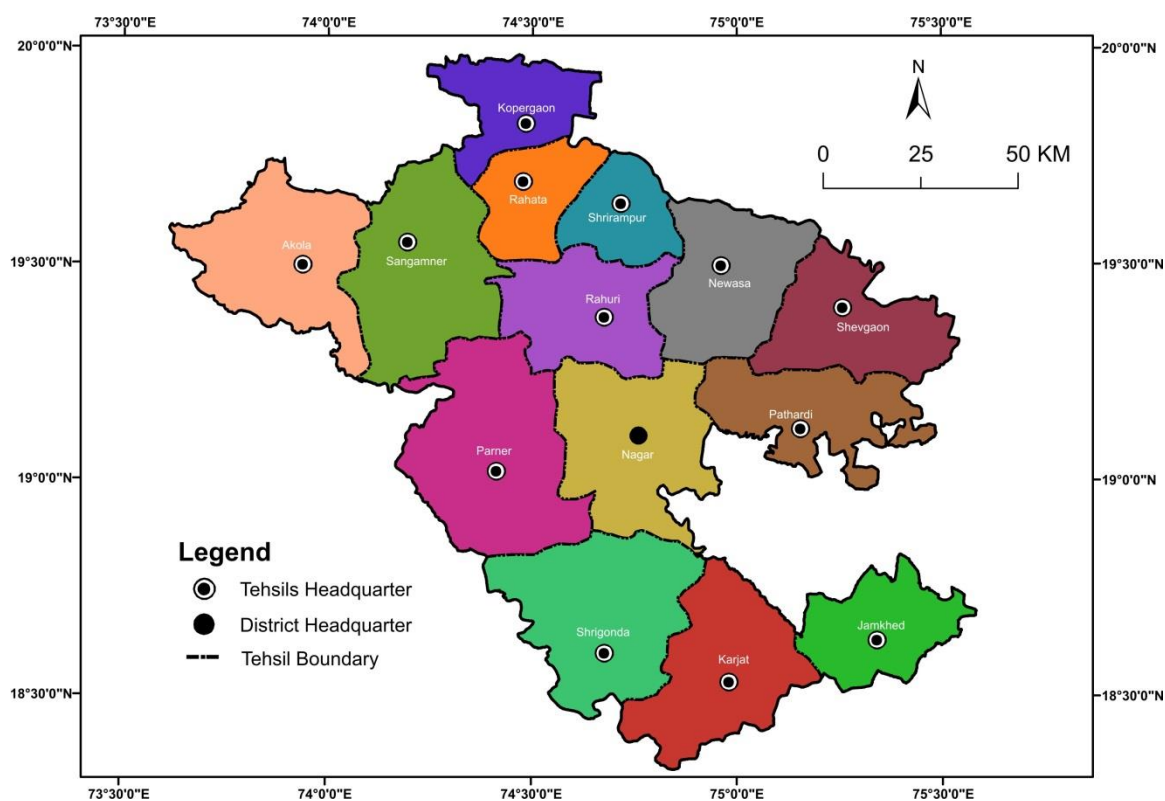 73°30'0"E 74°0'0"E 74°30'0"E 75°0'0"E 75°30'0"E
20°0'0"N 20°0'0"N
N
Kopergaon
0 25 50 KM
Rahata
Shrirampur
Akola
Sangamner
19°30'0"N 19°30'0"N
Newasa
Rahuri
Shevgaon
Pathardi
Parner
Nagar
19°0'0"N 19°0'0"N
Legend
Tehsils Headquarter
District Headquarter
Tehsil Boundary
Shrigonda
Jamkhed
Karjat
18°30'0"N 18°30'0"N
73°30'0"E 74°0'0"E 74°30'0"E 75°0'0"E 75°30'0"E